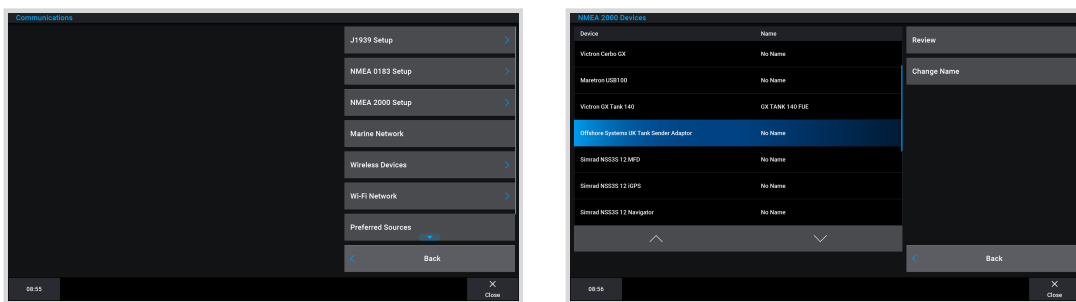 Communications
J1939 Setup
NMEA 0183 Setup
NMEA 2000 Setup
Marine Network
Wireless Devices
Wi-Fi Network
Preferred Sources
Back
08:55
Close
NMEA 2000 Devices
Device Name
Victron Cerbo GX No Name
Maretron USB100 No Name
Victron GX Tank 140 GX TANK 140 FUE
Offshore Systems UK Tank Sender Adaptor No Name
Simrad NSS3S 12 MFD No Name
Simrad NSS3S 12 iGPS No Name
Simrad NSS3S 12 Navigator No Name
Review
Change Name
Back
08:56
Close